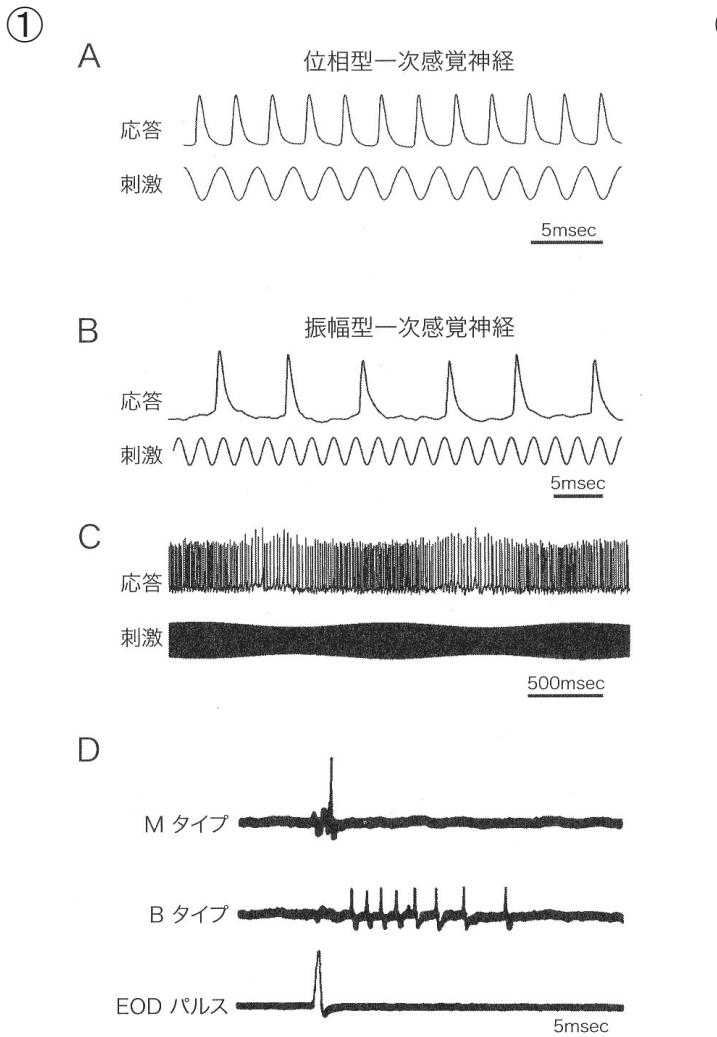 ①
A
位相型一次感覚神経
応答
刺激
5msec
B
振幅型一次感覚神経
応答
刺激
5msec
C
応答
刺激
500msec
D
M タイプ
B タイプ
EOD パルス
5msec